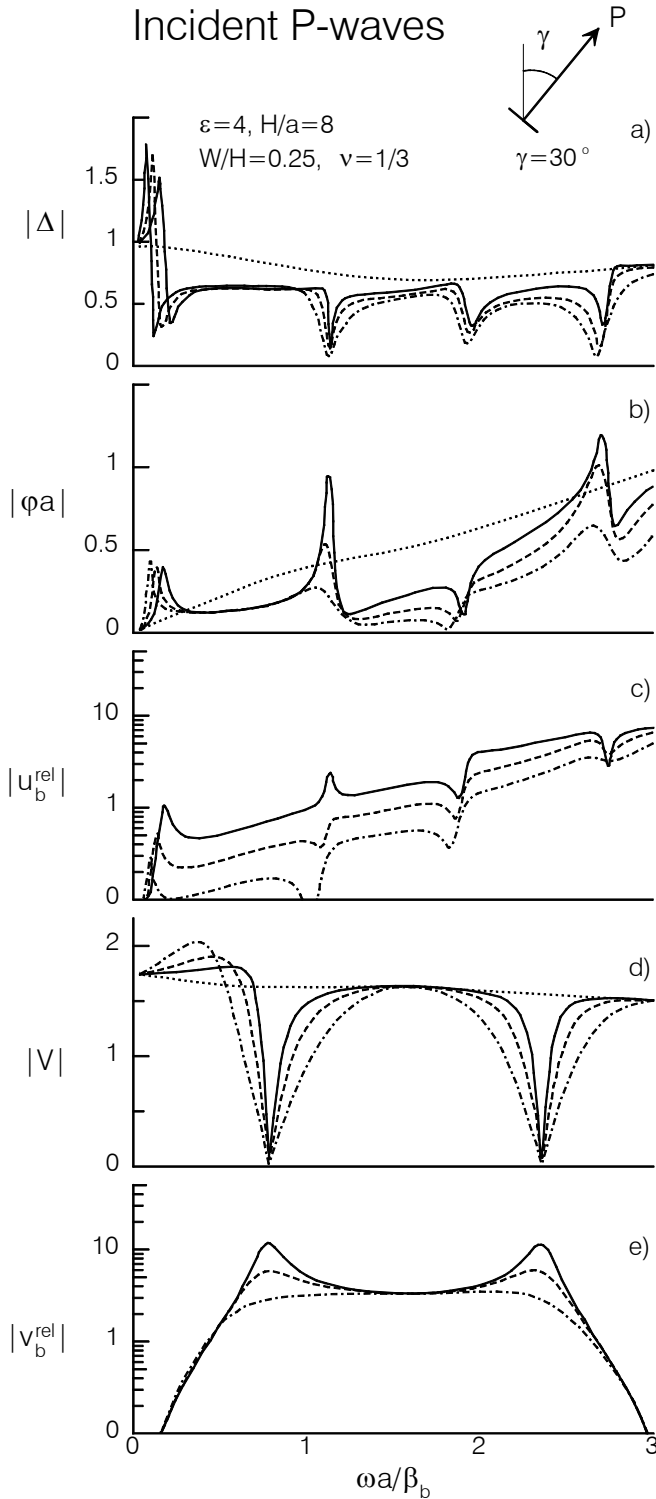 Incident P-waves
P
γ
ε=4, H/a=8
W/H=0.25, ν=1/3
γ=30°
a)
|Δ|
1.5
1
0.5
0
b)
|φa|
1
0.5
0
c)
|u_b^rel|
10
1
0
d)
|V|
2
1
0
e)
|v_b^rel|
10
1
0
0 1 2 3
ωa/β_b